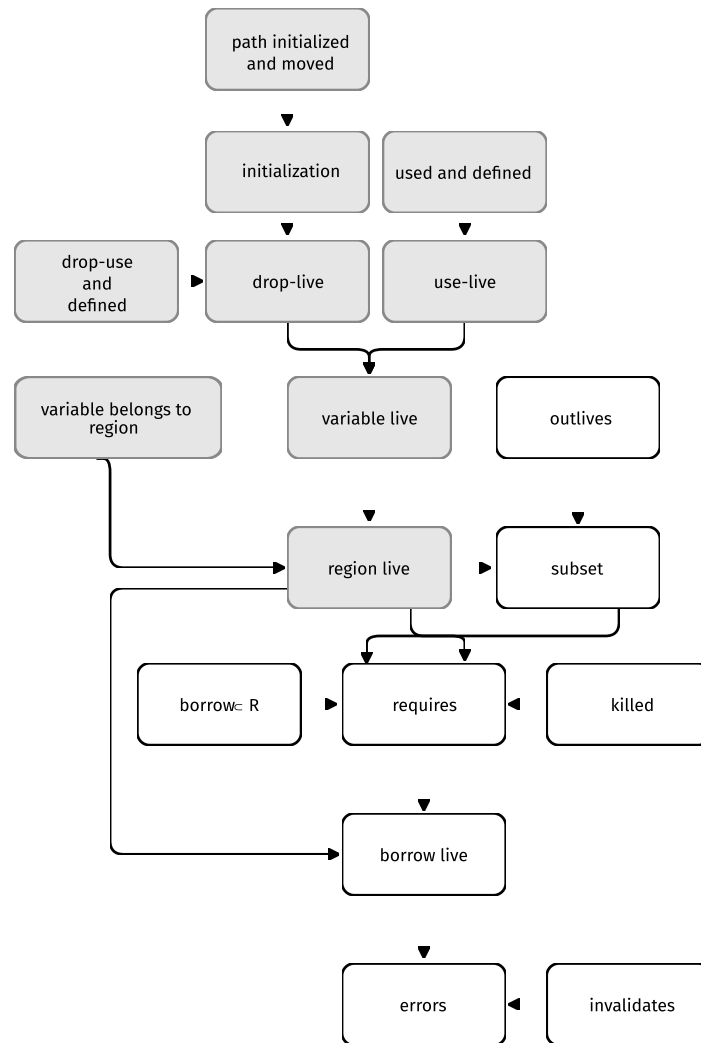 path initialized
and moved
initialization
used and defined
drop-use
and
defined
drop-live
use-live
variable belongs to
region
variable live
outlives
region live
subset
borrow⊂ R
requires
killed
borrow live
errors
invalidates